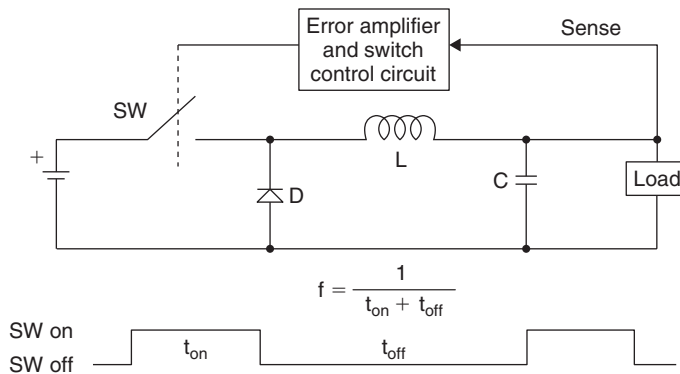 Error amplifier
and switch
control circuit
Sense
SW
+
L
D
C
Load
f = 1 / (t_on + t_off)
SW on
t_on
t_off
SW off